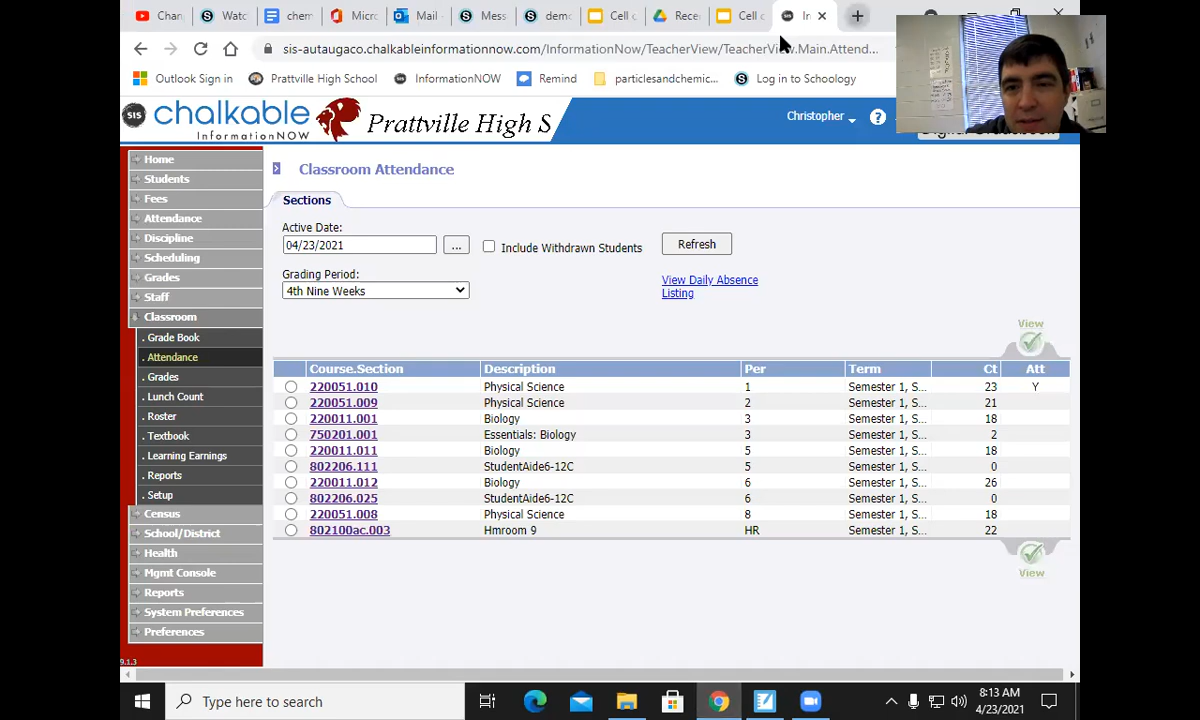 Chan
Watc
chem
Micro
Mail
Mess
demo
Cell c
Rece
Cell c
In
sis-autaugaco.chalkableinformationnow.com/InformationNow/TeacherView/TeacherView.Main.Attend...
Outlook Sign in
Prattville High School
InformationNOW
Remind
particlesandchemic...
Log in to Schoology
SIS chalkable
InformationNOW
Prattville High S
Christopher
?
Home
Students
Fees
Attendance
Discipline
Scheduling
Grades
Staff
Classroom
. Grade Book
. Attendance
. Grades
. Lunch Count
. Roster
. Textbook
. Learning Earnings
. Reports
. Setup
Census
School/District
Health
Mgmt Console
Reports
System Preferences
Preferences
9.1.3
Classroom Attendance
Sections
Active Date:
04/23/2021 ... Include Withdrawn Students Refresh
Grading Period:
4th Nine Weeks
View Daily Absence
Listing
View
Course.Section Description Per Term Ct Att
220051.010 Physical Science 1 Semester 1, S... 23 Y
220051.009 Physical Science 2 Semester 1, S... 21
220011.001 Biology 3 Semester 1, S... 18
750201.001 Essentials: Biology 3 Semester 1, S... 2
220011.011 Biology 5 Semester 1, S... 18
802206.111 StudentAide6-12C 5 Semester 1, S... 0
220011.012 Biology 6 Semester 1, S... 26
802206.025 StudentAide6-12C 6 Semester 1, S... 0
220051.008 Physical Science 8 Semester 1, S... 18
802100ac.003 Hmroom 9 HR Semester 1, S... 22
View
Type here to search
8:13 AM
4/23/2021